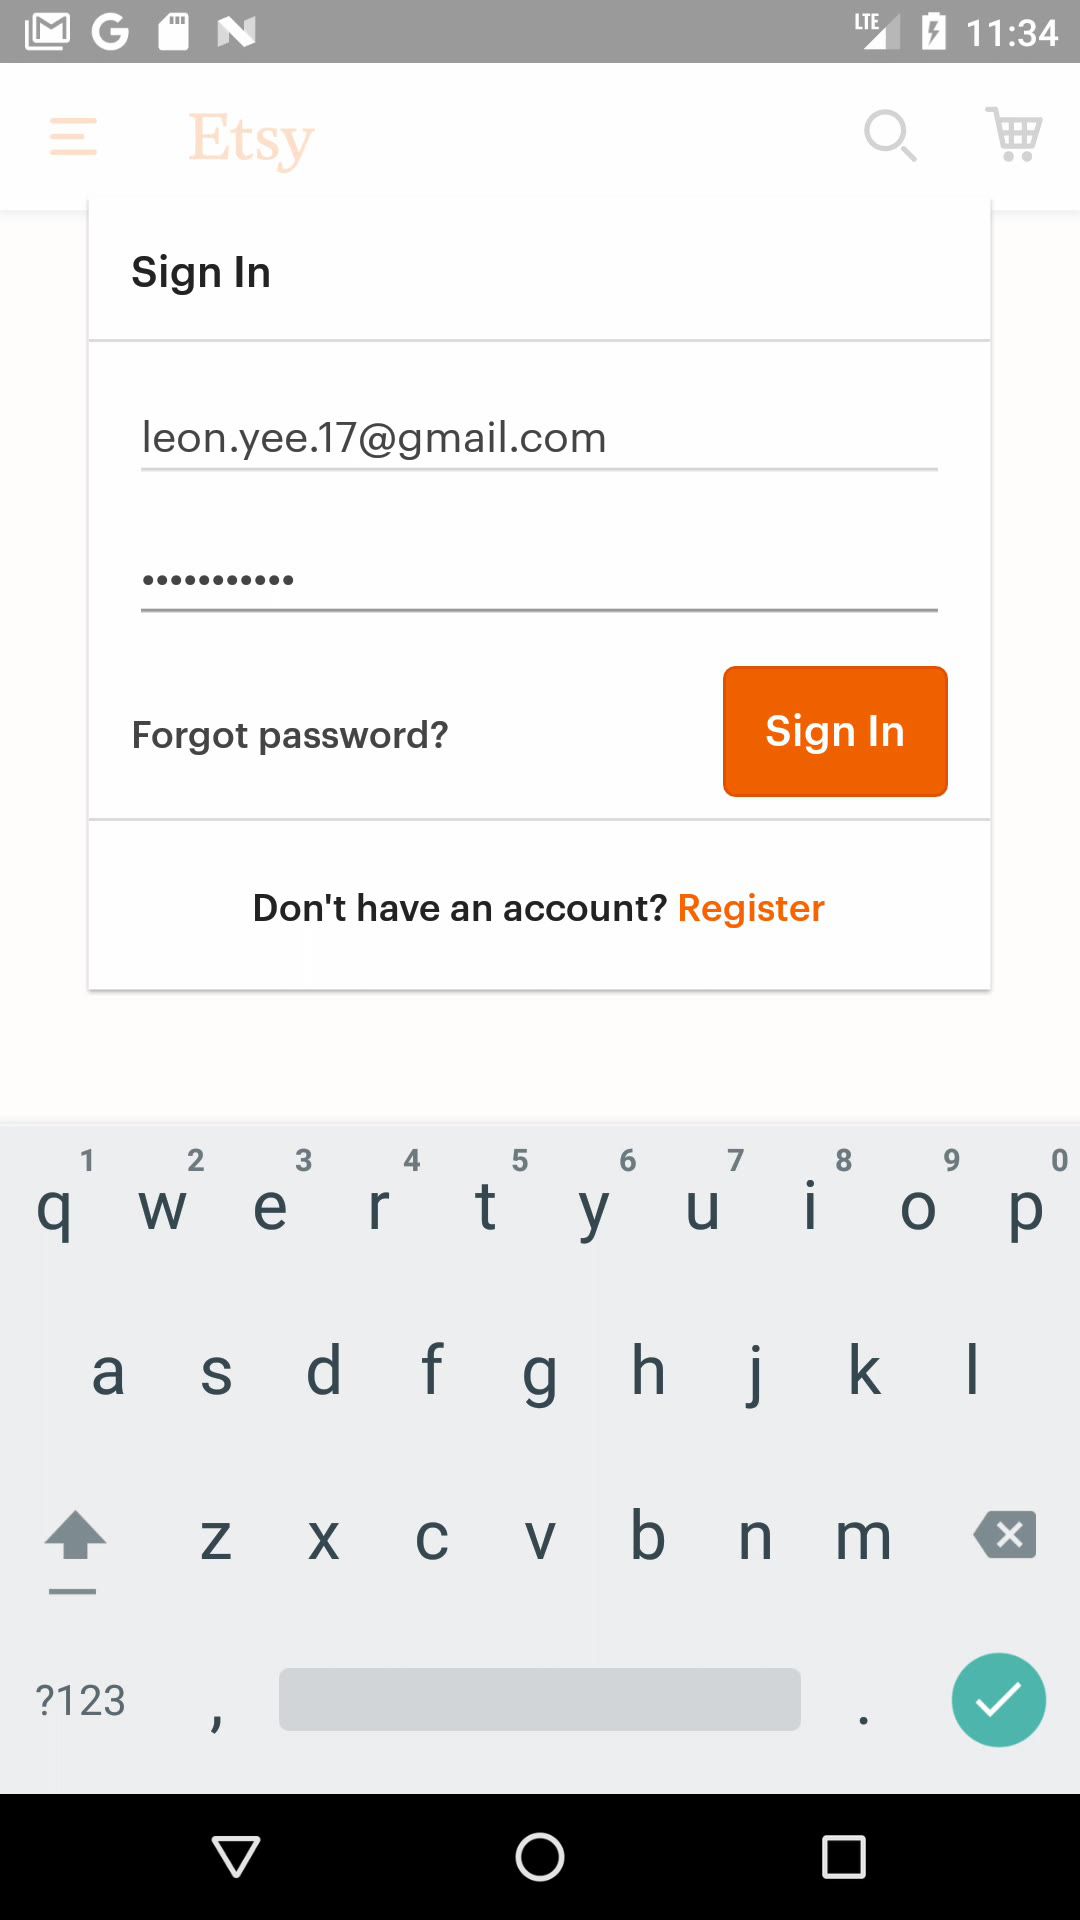 LTE 11:34
Etsy
Sign In
leon.yee.17@gmail.com
•••••••••••
Forgot password?
Sign In
Don't have an account? Register
1 2 3 4 5 6 7 8 9 0
q w e r t y u i o p
a s d f g h j k l
z x c v b n m
?123 , .